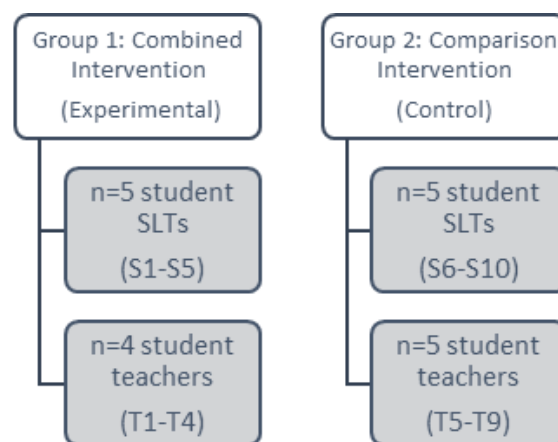 Group 1: Combined
Intervention
(Experimental)
n=5 student
SLTs
(S1-S5)
n=4 student
teachers
(T1-T4)
Group 2: Comparison
Intervention
(Control)
n=5 student
SLTs
(S6-S10)
n=5 student
teachers
(T5-T9)